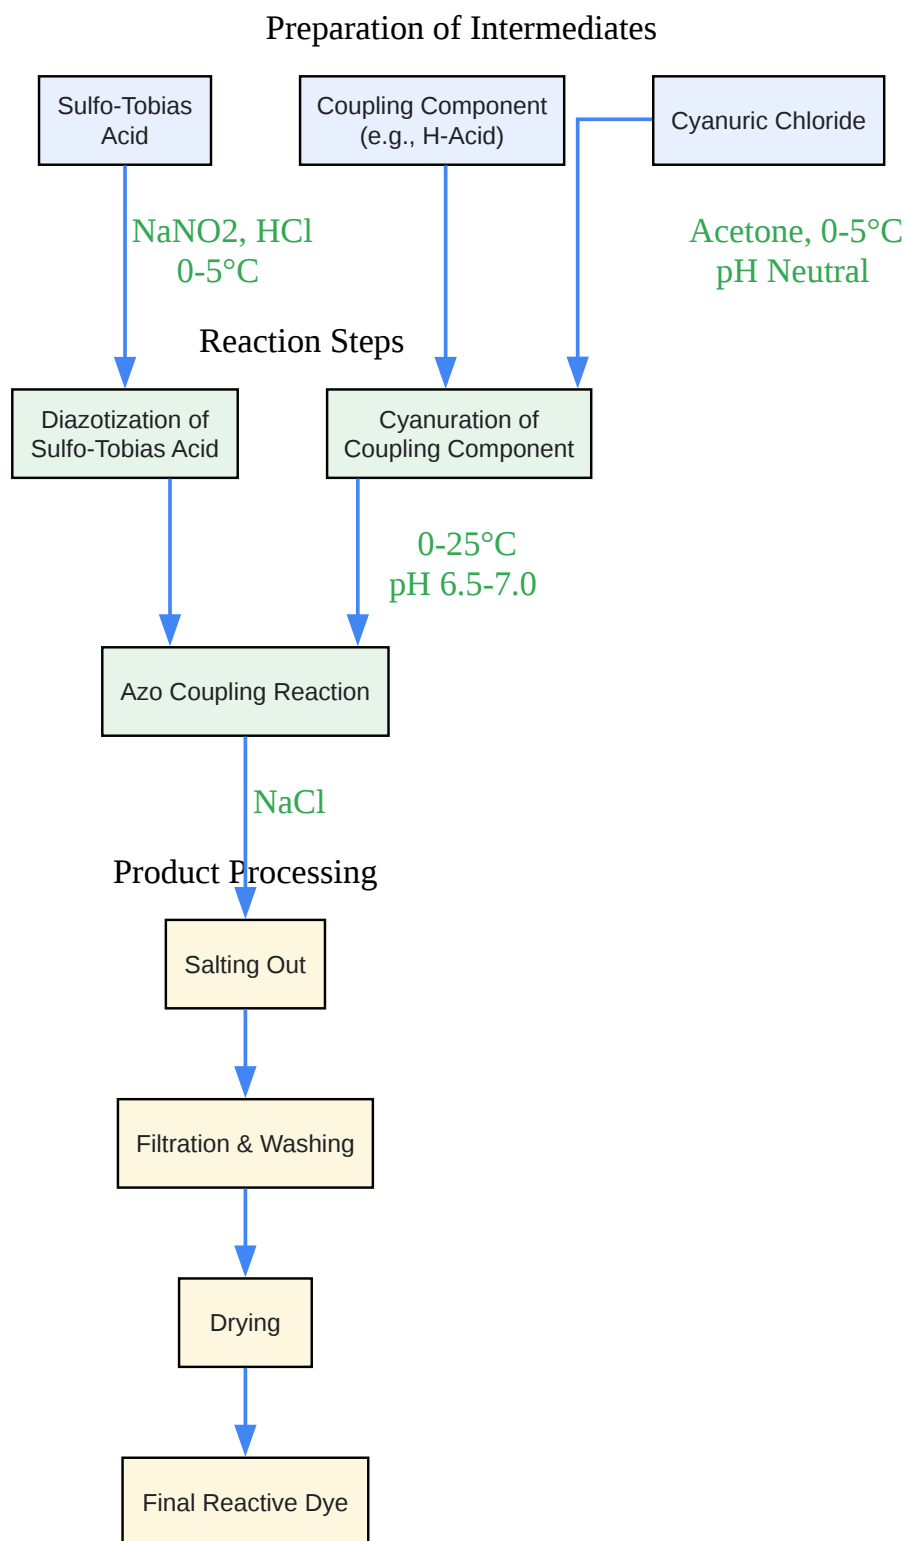 Preparation of Intermediates
Sulfo-Tobias
Acid
Coupling Component
(e.g., H-Acid)
Cyanuric Chloride
NaNO2, HCl
0-5°C
Acetone, 0-5°C
pH Neutral
Reaction Steps
Diazotization of
Sulfo-Tobias Acid
Cyanuration of
Coupling Component
0-25°C
pH 6.5-7.0
Azo Coupling Reaction
NaCl
Product Processing
Salting Out
Filtration & Washing
Drying
Final Reactive Dye